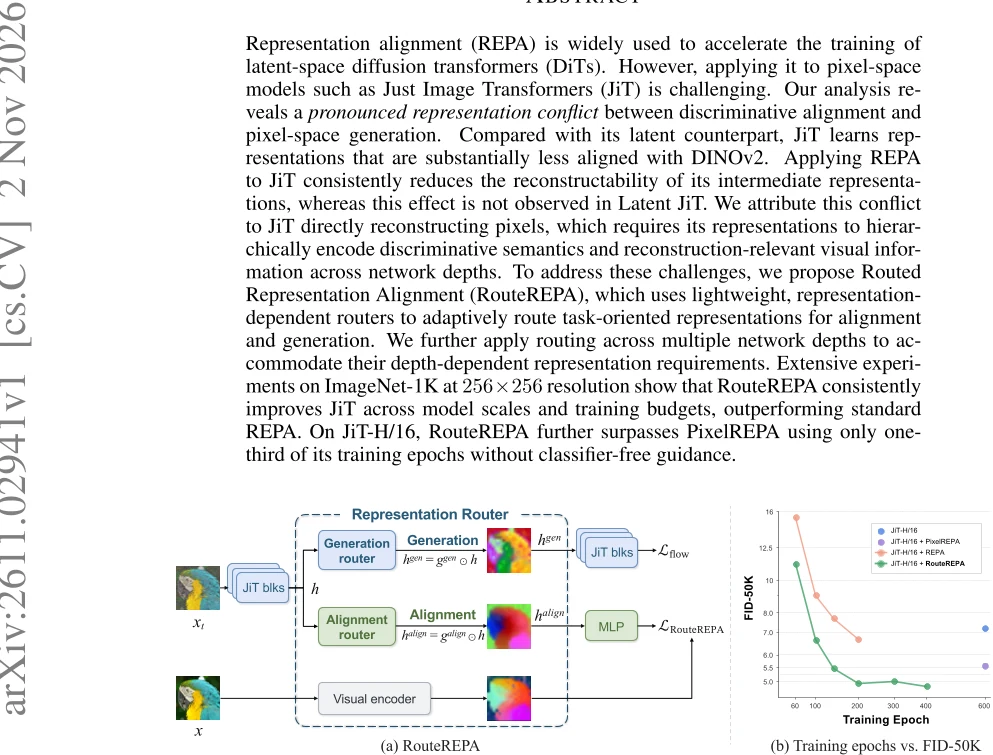 arXiv:2611.02941v1 [cs.CV] 2 Nov 2026
ABSTRACT
Representation alignment (REPA) is widely used to accelerate the training of
latent-space diffusion transformers (DiTs). However, applying it to pixel-space
models such as Just Image Transformers (JiT) is challenging. Our analysis re-
veals a pronounced representation conflict between discriminative alignment and
pixel-space generation. Compared with its latent counterpart, JiT learns rep-
resentations that are substantially less aligned with DINOv2. Applying REPA
to JiT consistently reduces the reconstructability of its intermediate representa-
tions, whereas this effect is not observed in Latent JiT. We attribute this conflict
to JiT directly reconstructing pixels, which requires its representations to hierar-
chically encode discriminative semantics and reconstruction-relevant visual infor-
mation across network depths. To address these challenges, we propose Routed
Representation Alignment (RouteREPA), which uses lightweight, representation-
dependent routers to adaptively route task-oriented representations for alignment
and generation. We further apply routing across multiple network depths to ac-
commodate their depth-dependent representation requirements. Extensive experi-
ments on ImageNet-1K at 256×256 resolution show that RouteREPA consistently
improves JiT across model scales and training budgets, outperforming standard
REPA. On JiT-H/16, RouteREPA further surpasses PixelREPA using only one-
third of its training epochs without classifier-free guidance.
Representation Router
Generation
router
Generation
h^gen = g^gen ⊙ h
h^gen
JiT blks
L_flow
JiT blks
h
x_t
Alignment
router
Alignment
h^align = g^align ⊙ h
h^align
MLP
L_RouteREPA
Visual encoder
x
(a) RouteREPA
JiT-H/16
JiT-H/16 + PixelREPA
JiT-H/16 + REPA
JiT-H/16 + RouteREPA
FID-50K
16
12.5
10
8.0
7.0
6.0
5.5
5.0
60 100 200 300 400 600
Training Epoch
(b) Training epochs vs. FID-50K